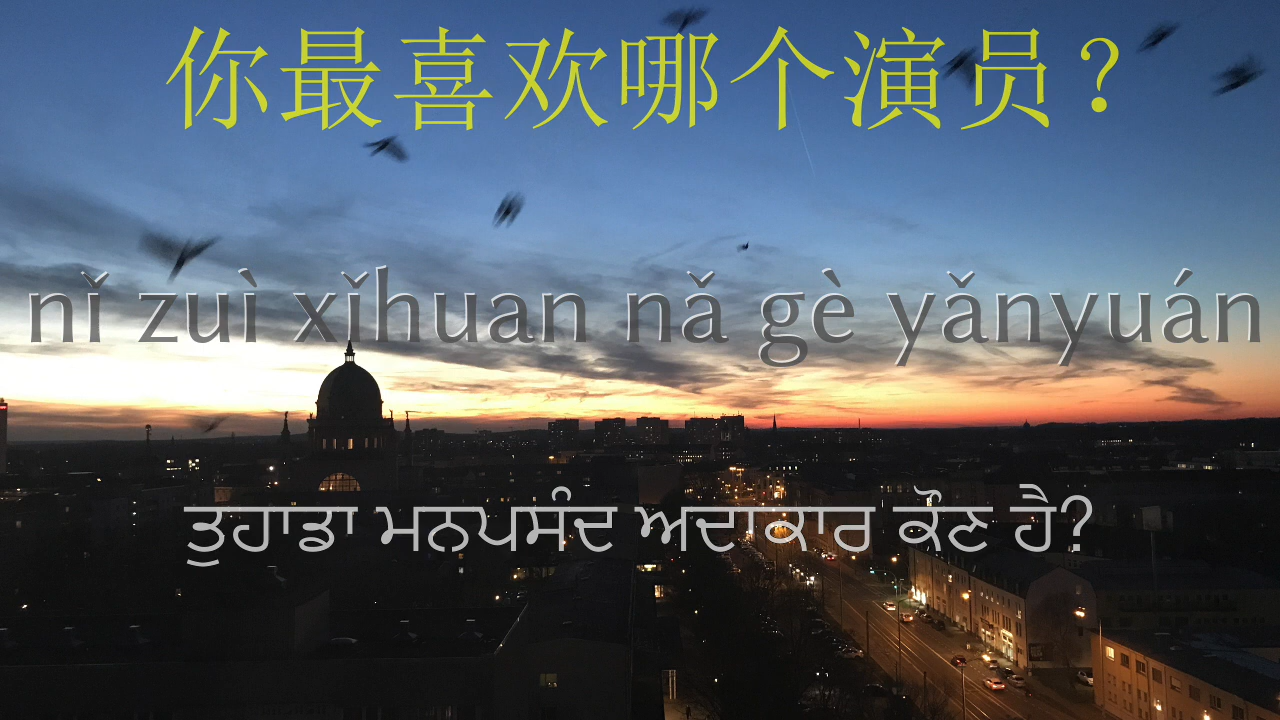 你最喜欢哪个演员？
nǐ zuì xǐhuan nǎ gè yǎnyuán
ਤੁਹਾਡਾ ਮਨਪਸੰਦ ਅਦਾਕਾਰ ਕੌਣ ਹੈ?